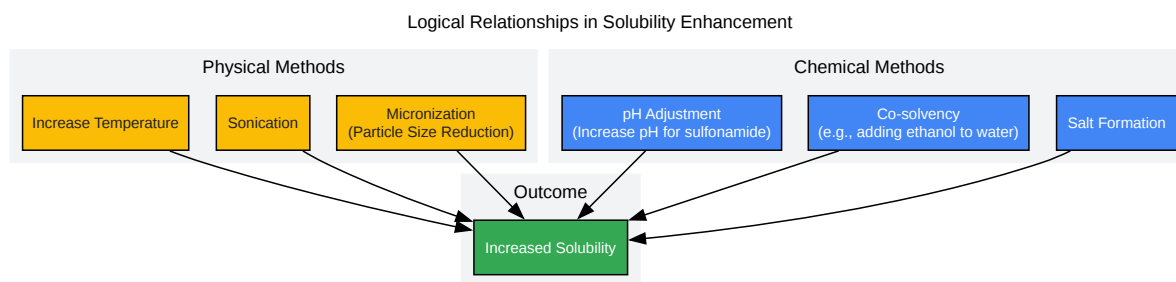 Logical Relationships in Solubility Enhancement
Physical Methods
Increase Temperature
Sonication
Micronization
(Particle Size Reduction)
Chemical Methods
pH Adjustment
(Increase pH for sulfonamide)
Co-solvency
(e.g., adding ethanol to water)
Salt Formation
Outcome
Increased Solubility